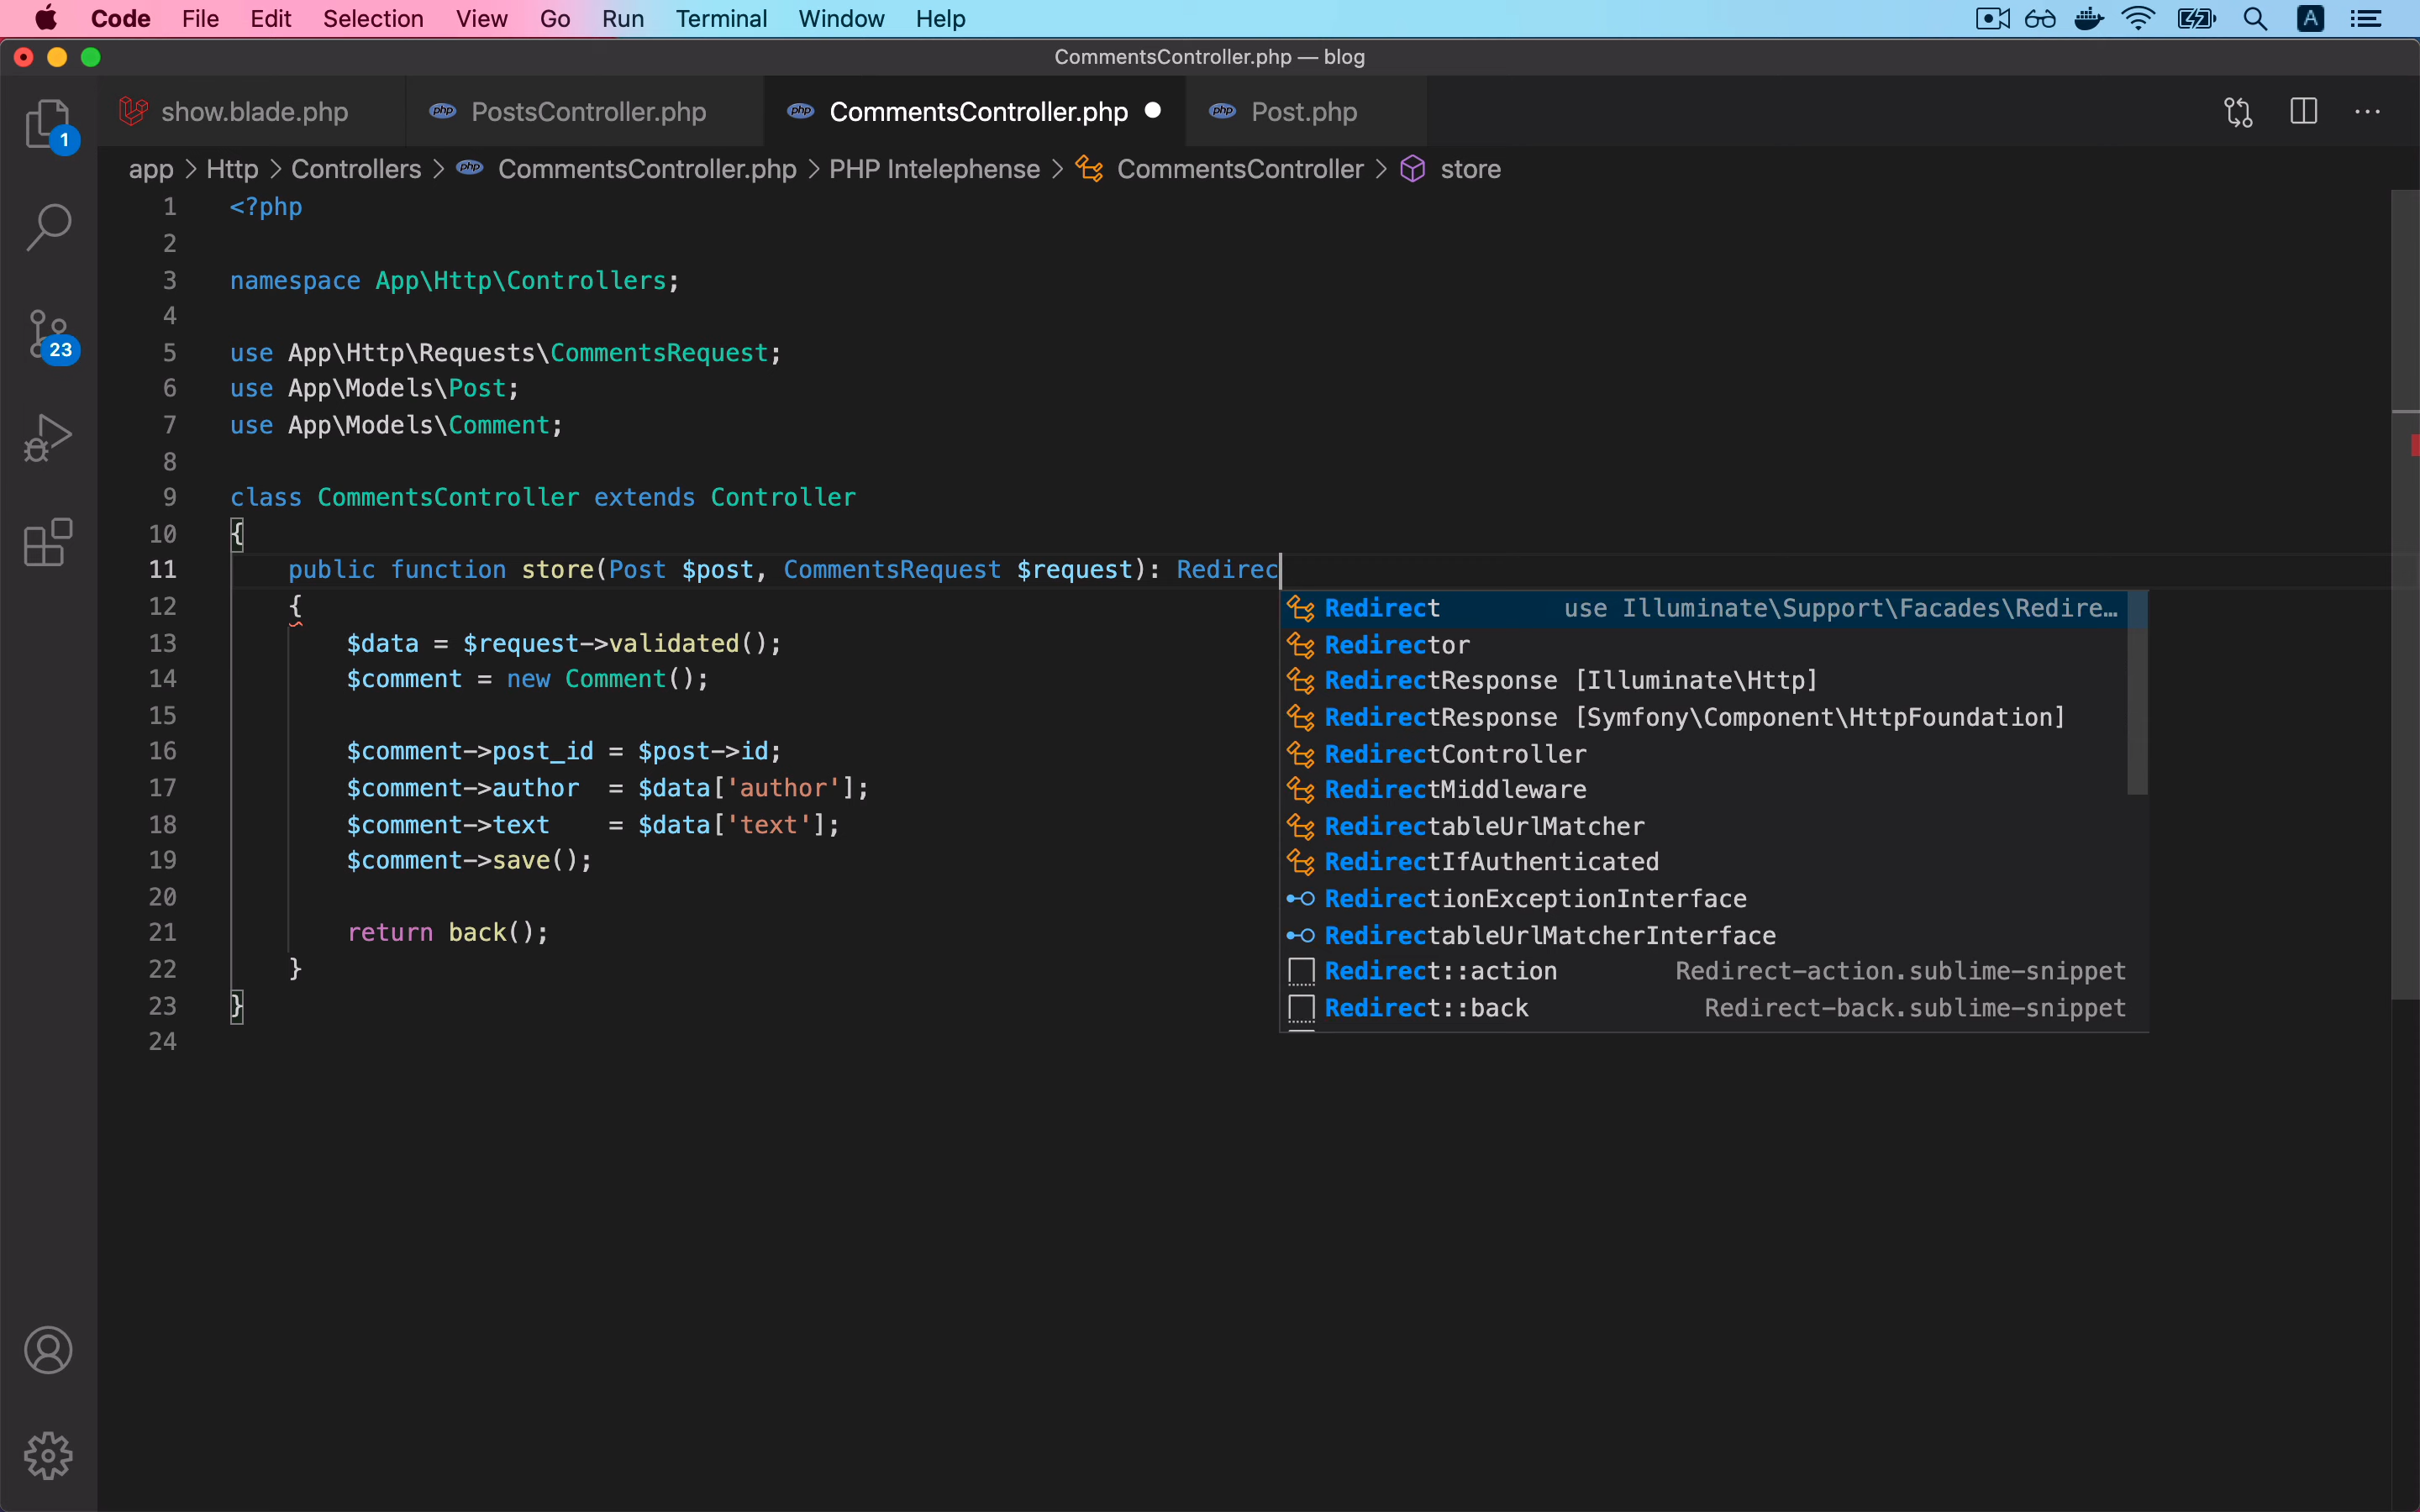 Code File Edit Selection View Go Run Terminal Window Help A
CommentsController.php — blog
show.blade.php PostsController.php CommentsController.php Post.php
1
23
app > Http > Controllers > CommentsController.php > PHP Intelephense > CommentsController > store
1 <?php
2
3 namespace App\Http\Controllers;
4
5 use App\Http\Requests\CommentsRequest;
6 use App\Models\Post;
7 use App\Models\Comment;
8
9 class CommentsController extends Controller
10 {
11 public function store(Post $post, CommentsRequest $request): Redirec
12 {
13 $data = $request->validated();
14 $comment = new Comment();
15
16 $comment->post_id = $post->id;
17 $comment->author = $data['author'];
18 $comment->text = $data['text'];
19 $comment->save();
20
21 return back();
22 }
23 }
24
Redirect use Illuminate\Support\Facades\Redire…
Redirector
RedirectResponse [Illuminate\Http]
RedirectResponse [Symfony\Component\HttpFoundation]
RedirectController
RedirectMiddleware
RedirectableUrlMatcher
RedirectIfAuthenticated
RedirectionExceptionInterface
RedirectableUrlMatcherInterface
Redirect::action Redirect-action.sublime-snippet
Redirect::back Redirect-back.sublime-snippet